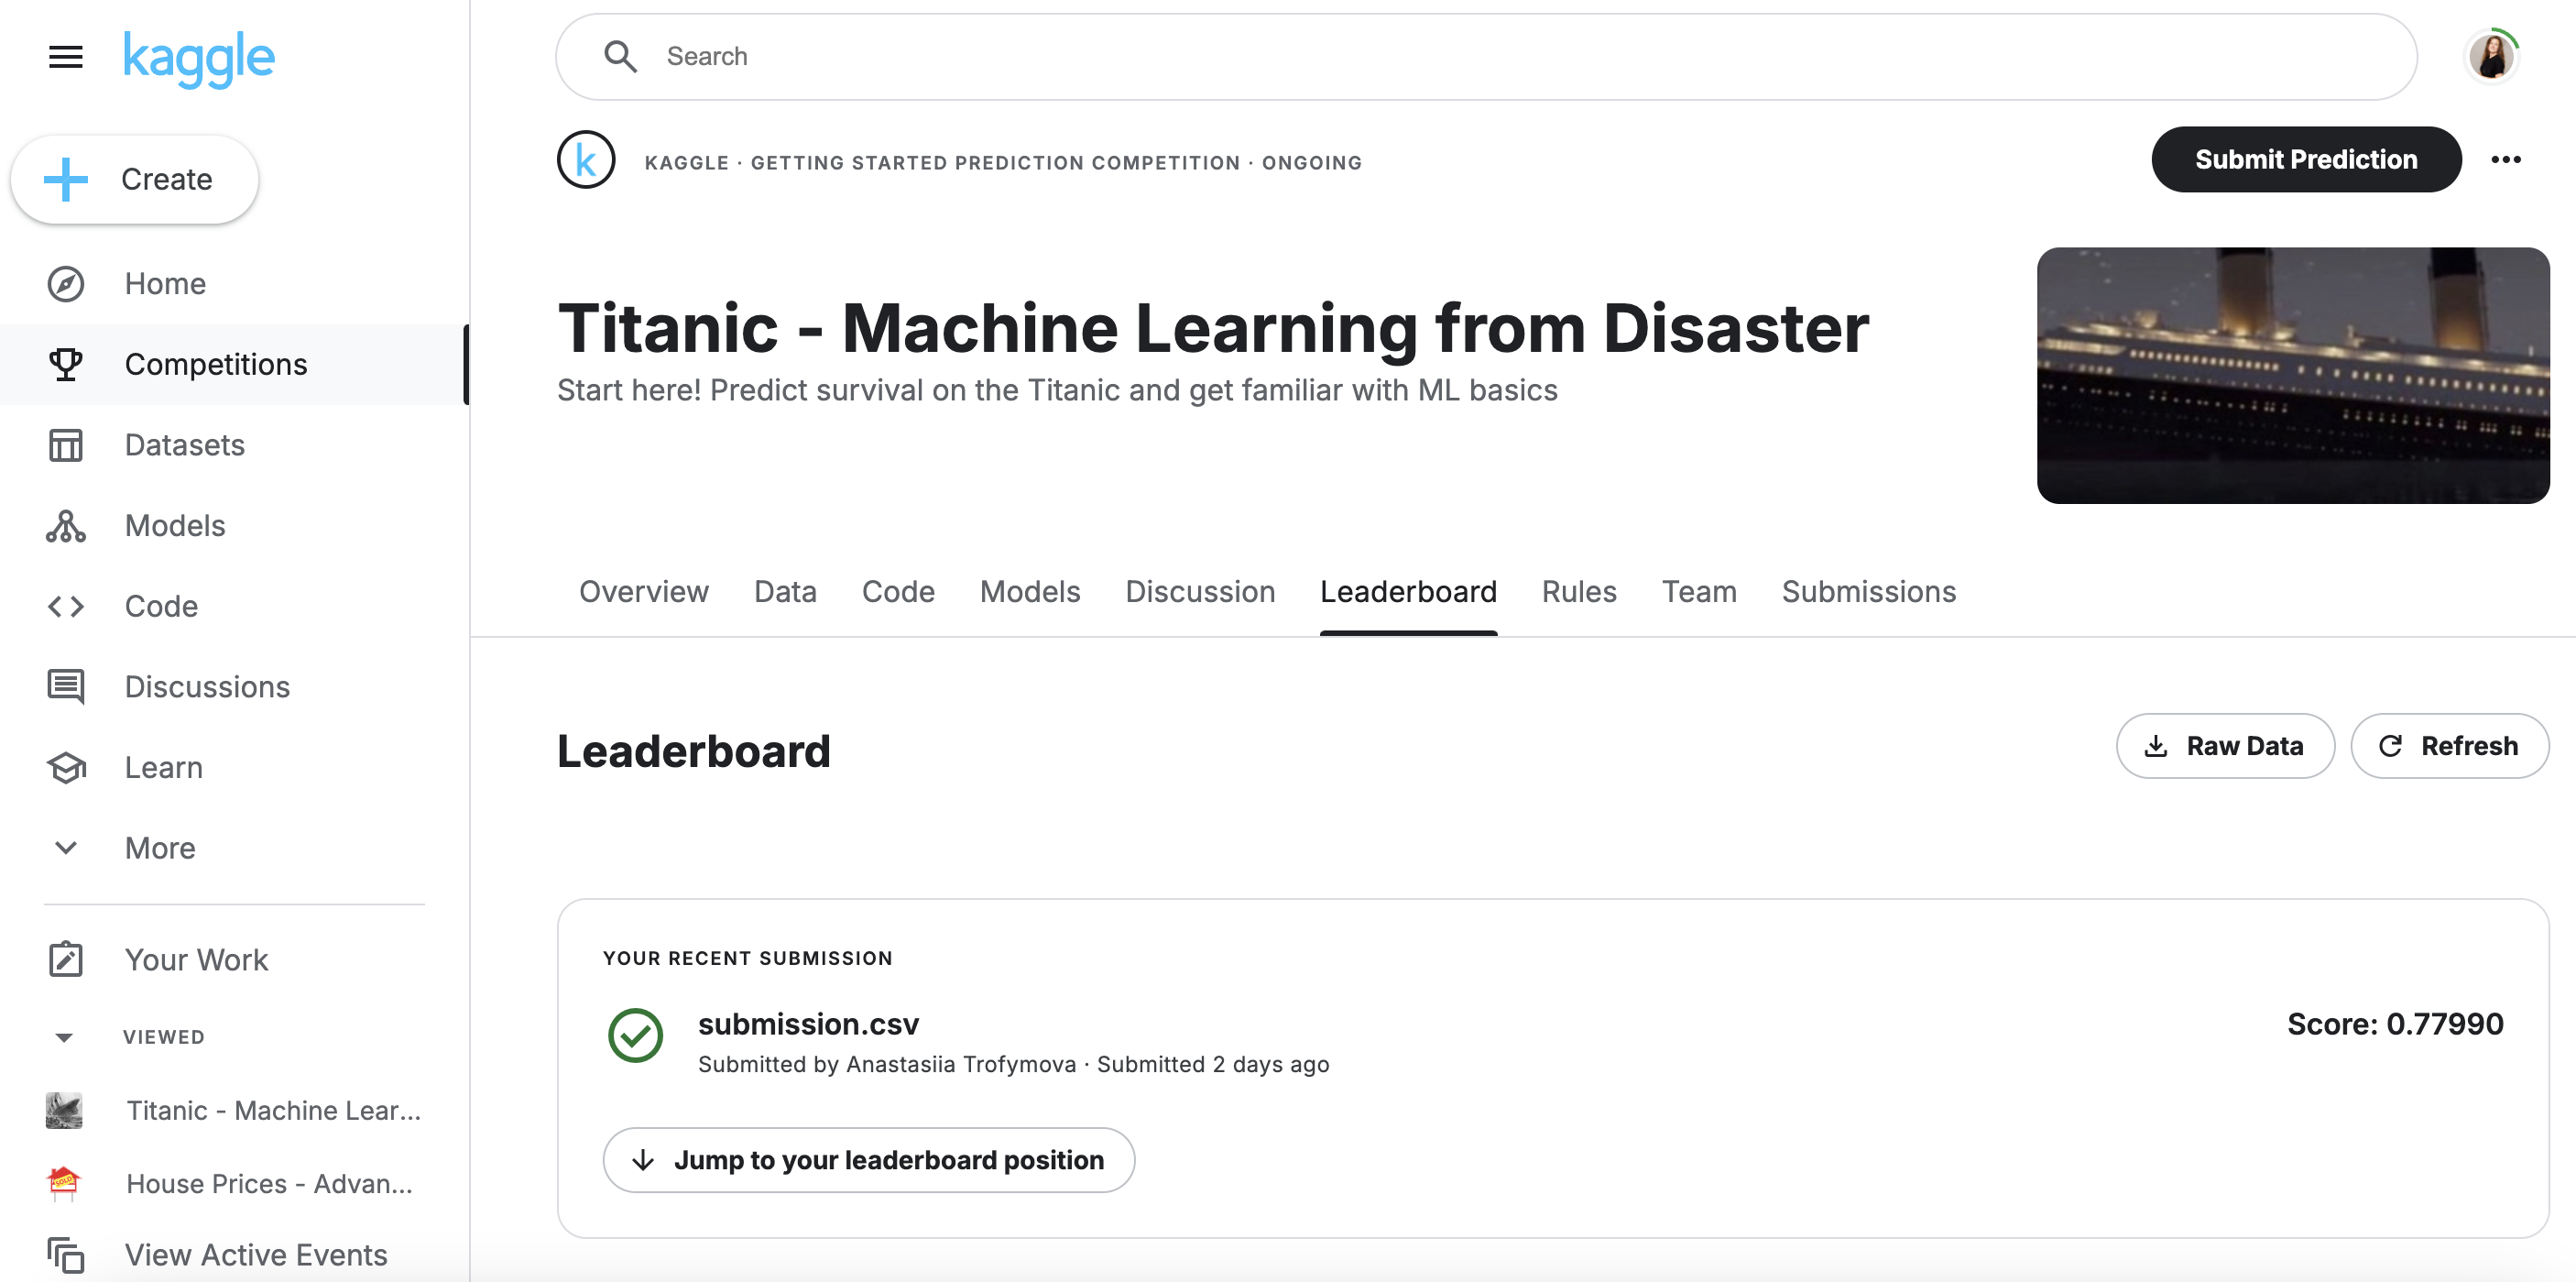 kaggle
Create
Home
Competitions
Datasets
Models
Code
Discussions
Learn
More
Your Work
VIEWED
Titanic - Machine Lear...
House Prices - Advan...
View Active Events
Search
k
KAGGLE · GETTING STARTED PREDICTION COMPETITION · ONGOING
Submit Prediction
Titanic - Machine Learning from Disaster
Start here! Predict survival on the Titanic and get familiar with ML basics
Overview Data Code Models Discussion Leaderboard Rules Team Submissions
Leaderboard
Raw Data
Refresh
YOUR RECENT SUBMISSION
submission.csv
Score: 0.77990
Submitted by Anastasiia Trofymova · Submitted 2 days ago
Jump to your leaderboard position
SOLD